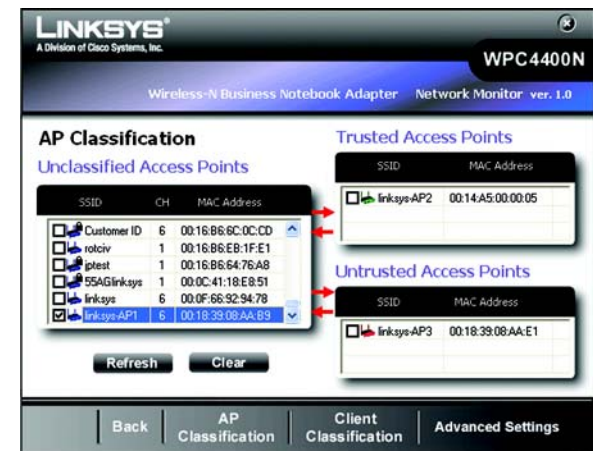 LINKSYS®
A Division of Cisco Systems, Inc.
WPC4400N
Wireless-N Business Notebook Adapter Network Monitor ver. 1.0
AP Classification
Unclassified Access Points
SSID CH MAC Address
Customer ID 6 00:16:B6:6C:0C:CD
rotciv 1 00:16:B6:EB:1F:E1
jptest 1 00:16:B6:64:76:A8
55AGlinksys 1 00:0C:41:18:E8:51
linksys 6 00:0F:66:92:94:78
linksys-AP1 6 00:18:39:08:AA:B9
Refresh Clear
Trusted Access Points
SSID MAC Address
linksys-AP2 00:14:A5:00:00:05
Untrusted Access Points
SSID MAC Address
linksys-AP3 00:18:39:08:AA:E1
Back
AP Classification
Client Classification
Advanced Settings